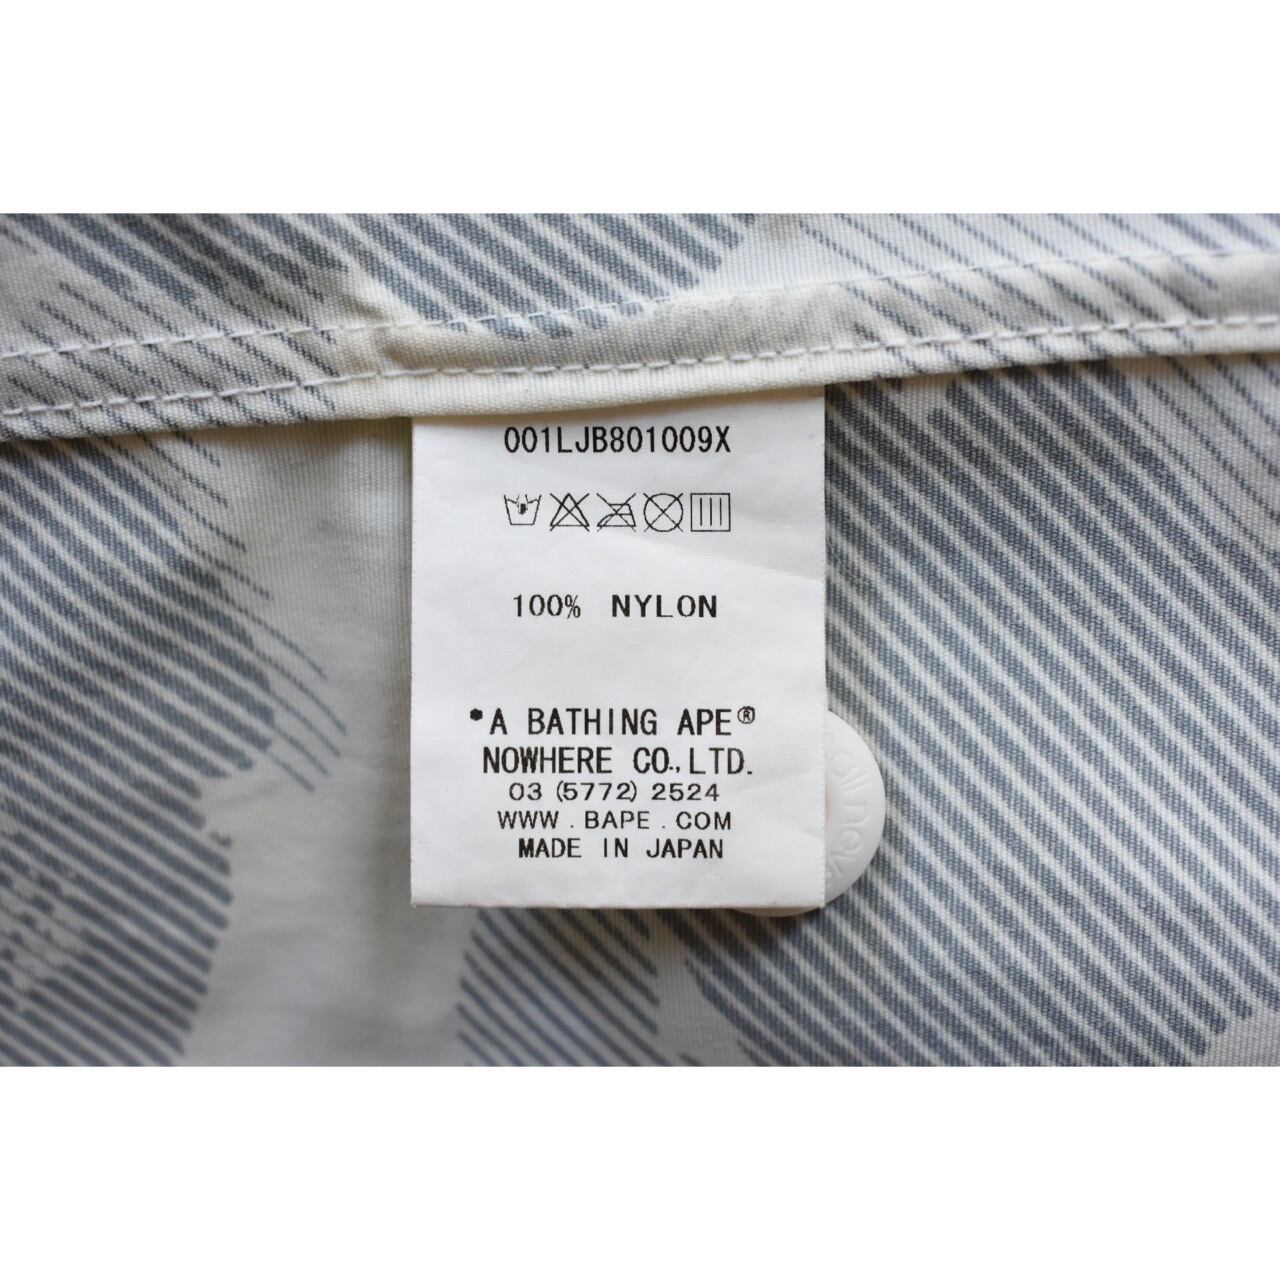 001LJB801009X
100% NYLON
*A BATHING APE®
NOWHERE CO.,LTD.
03 (5772) 2524
WWW.BAPE.COM
MADE IN JAPAN